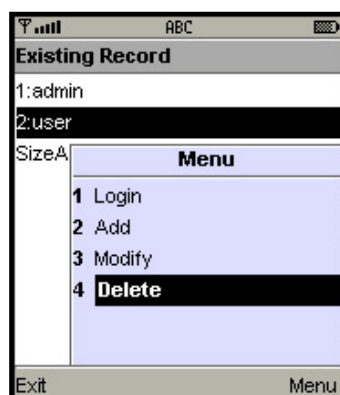 ABC
Existing Record
1:admin
2:user
SizeA
Menu
1 Login
2 Add
3 Modify
4 Delete
Exit Menu